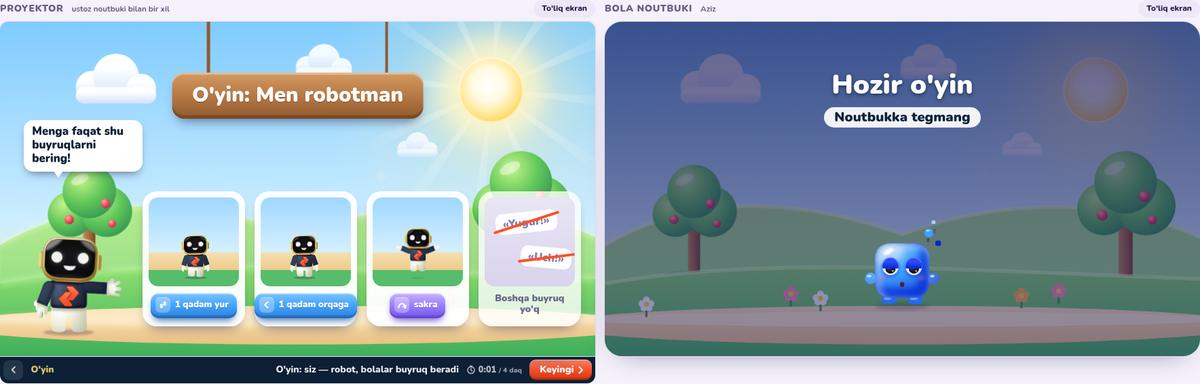 PROYEKTOR ustoz noutbuki bilan bir xil To'liq ekran
O'yin: Men robotman
Menga faqat shu
buyruqlarni
bering!
1 qadam yur
1 qadam orqaga
sakra
«Yugur!»
«Uch!»
Boshqa buyruq
yo'q
O'yin O'yin: siz — robot, bolalar buyruq beradi 0:01 / 4 daq Keyingi
BOLA NOUTBUKI Aziz To'liq ekran
Hozir o'yin
Noutbukka tegmang